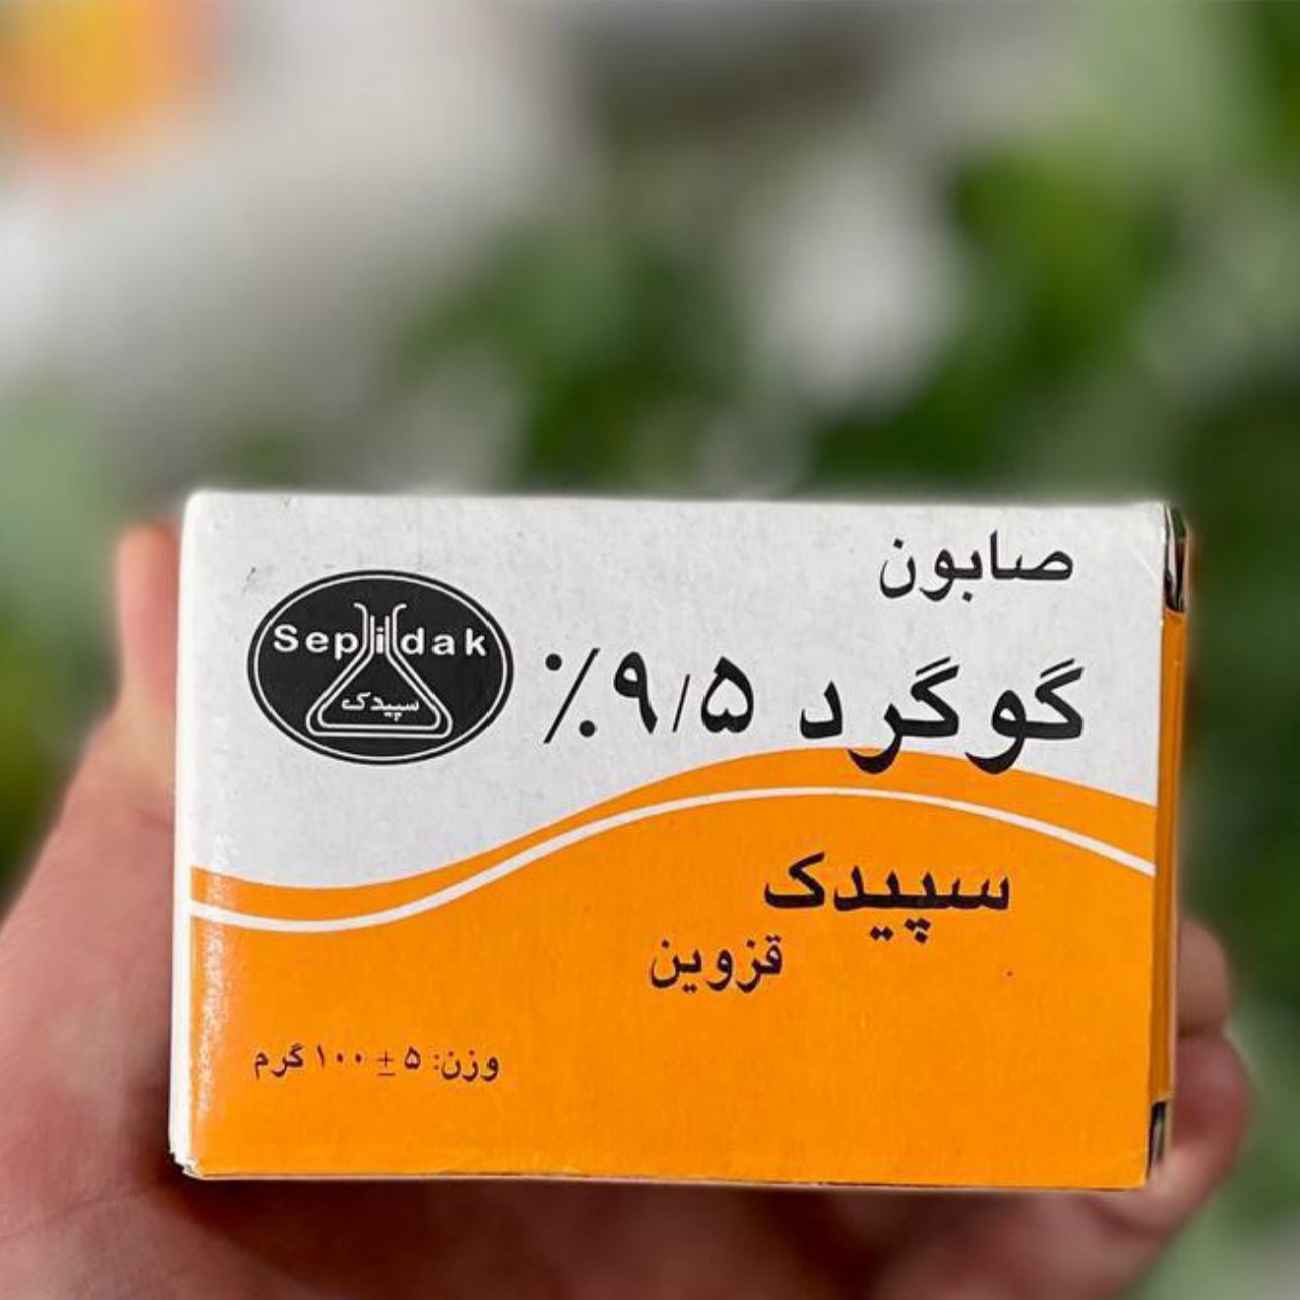 صابون
گوگرد ۹/۵٪
Sepidak
سپیدک
سپیدک
قزوین
وزن: ۵ ± ۱۰۰ گرم